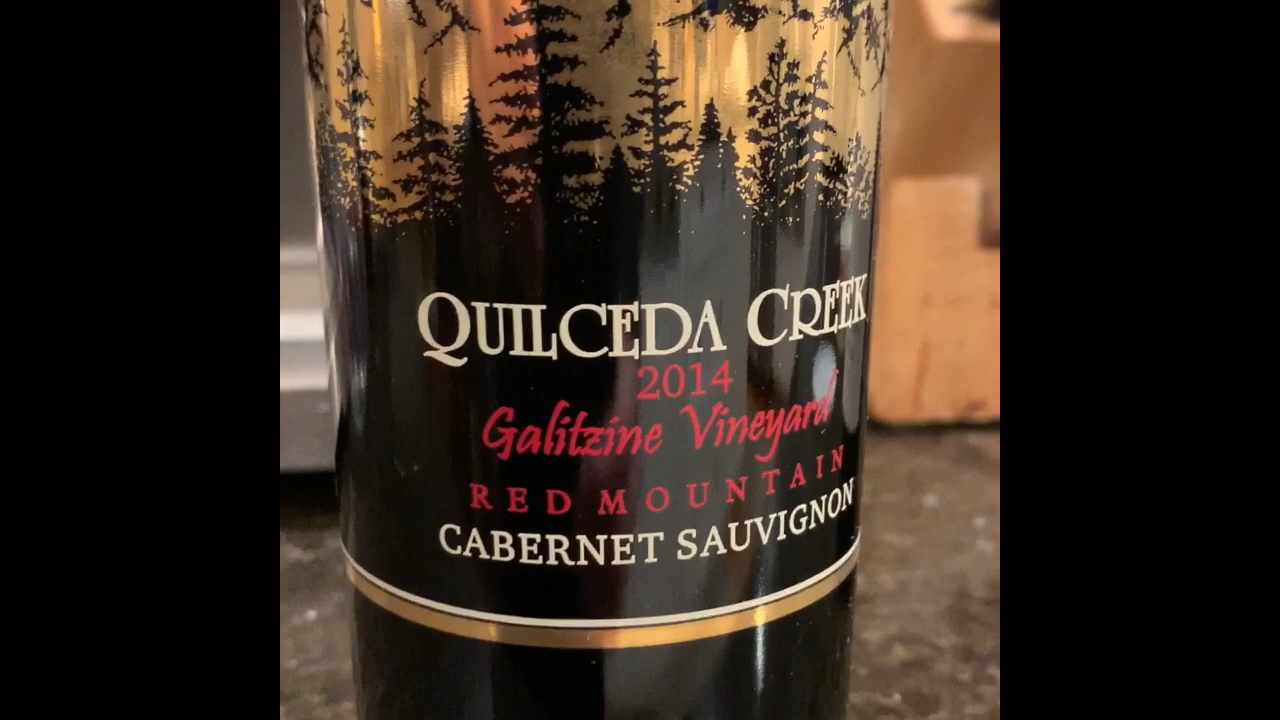 QUILCEDA CREEK
2014
Galitzine Vineyard
RED MOUNTAIN
CABERNET SAUVIGNON